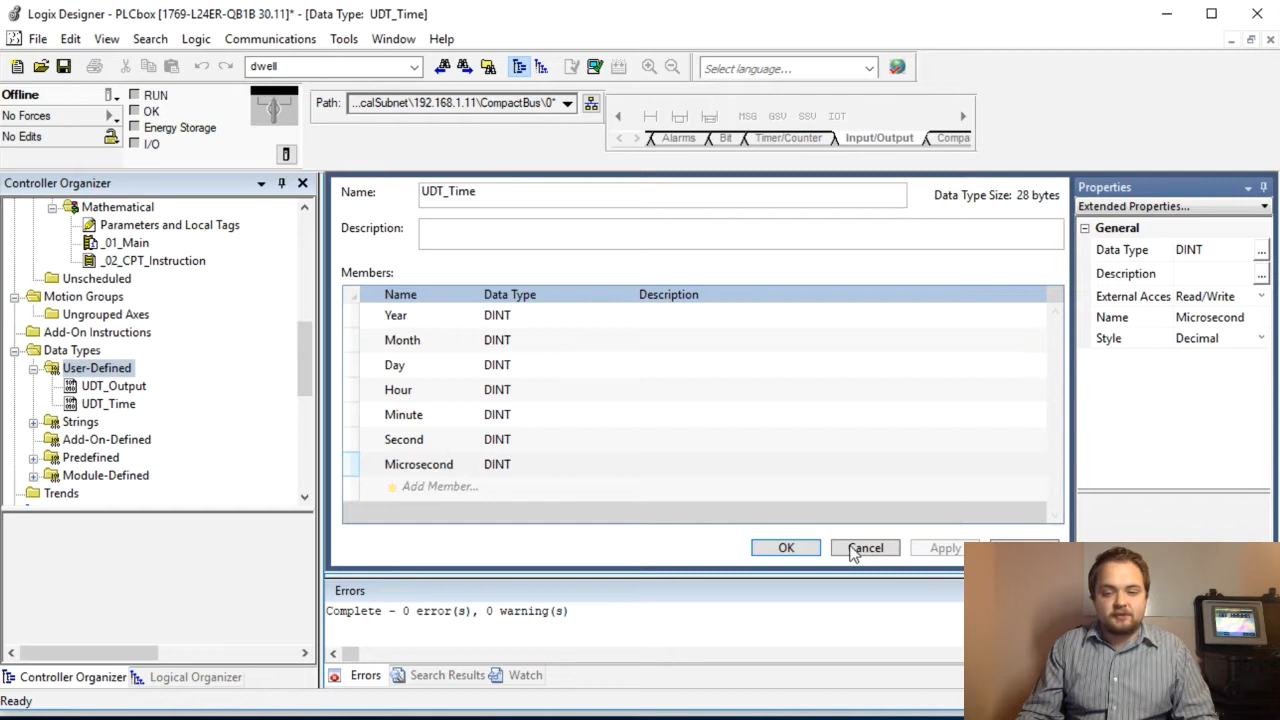 Logix Designer - PLCbox [1769-L24ER-QB1B 30.11]* - [Data Type: UDT_Time]
File Edit View Search Logic Communications Tools Window Help
dwell
Select language...
Offline
RUN
No Forces
OK
Energy Storage
No Edits
I/O
Path: ...calSubnet\192.168.1.11\CompactBus\0*
MSG GSV SSV IOT
Alarms Bit Timer/Counter Input/Output Compa
Controller Organizer
Mathematical
Parameters and Local Tags
_01_Main
_02_CPT_Instruction
Unscheduled
Motion Groups
Ungrouped Axes
Add-On Instructions
Data Types
User-Defined
UDT_Output
UDT_Time
Strings
Add-On-Defined
Predefined
Module-Defined
Trends
Controller Organizer Logical Organizer
Name: UDT_Time Data Type Size: 28 bytes
Description:
Members:
Name Data Type Description
Year DINT
Month DINT
Day DINT
Hour DINT
Minute DINT
Second DINT
Microsecond DINT
Add Member...
OK Cancel Apply
Errors
Complete - 0 error(s), 0 warning(s)
Errors Search Results Watch
Properties
Extended Properties...
General
Data Type DINT ...
Description ...
External Acces Read/Write
Name Microsecond
Style Decimal
Ready